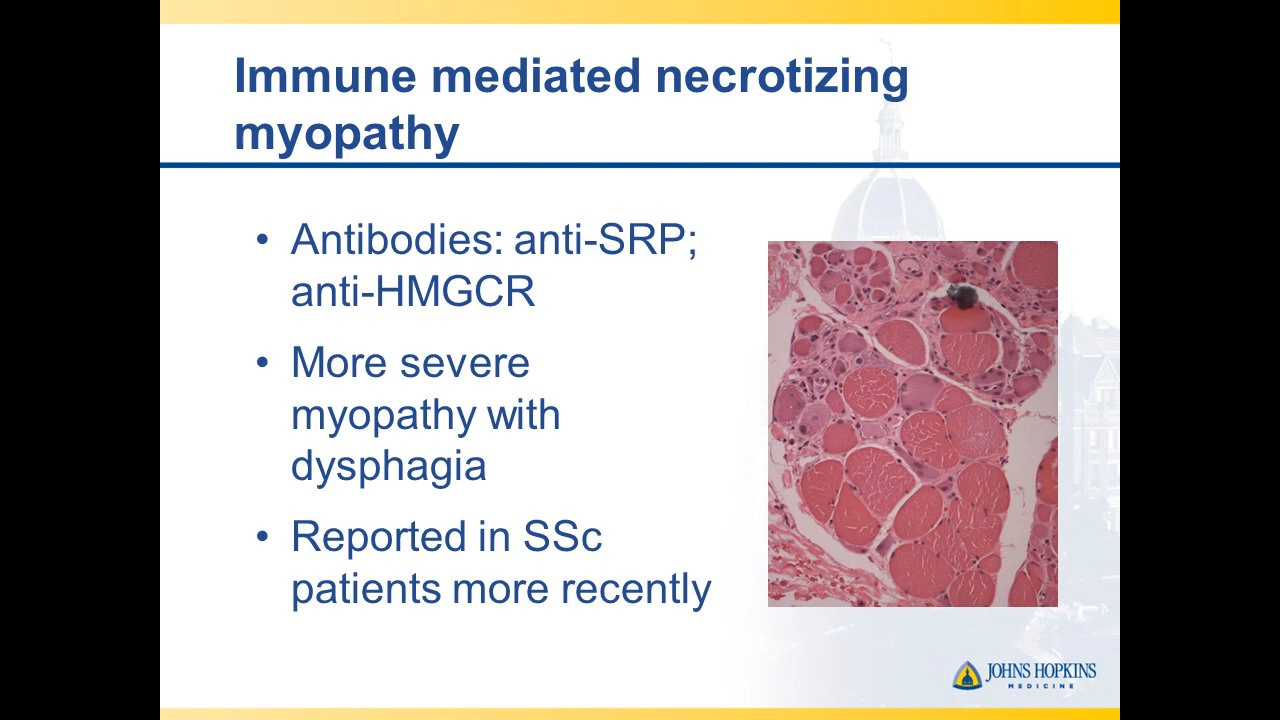 Immune mediated necrotizing
myopathy
• Antibodies: anti-SRP;
anti-HMGCR
• More severe
myopathy with
dysphagia
• Reported in SSc
patients more recently
JOHNS HOPKINS
MEDICINE